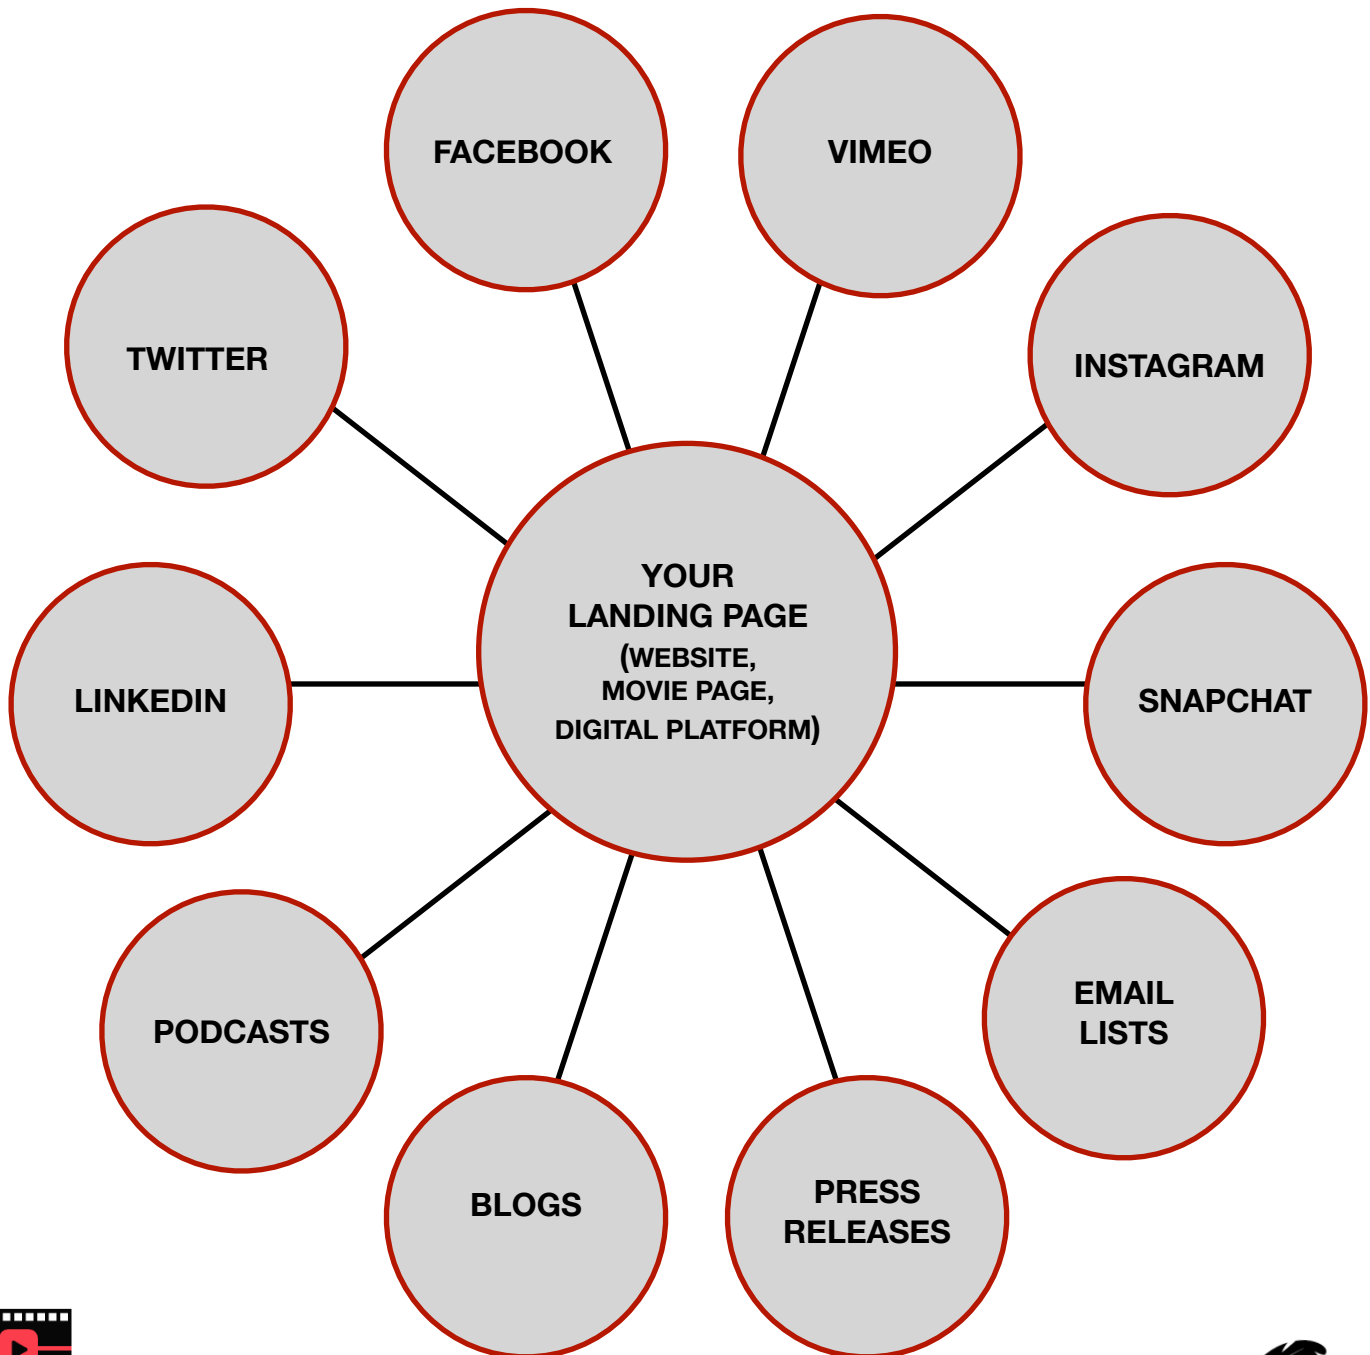 FACEBOOK
VIMEO
TWITTER
INSTAGRAM
YOUR
LANDING PAGE
(WEBSITE,
MOVIE PAGE,
DIGITAL PLATFORM)
LINKEDIN
SNAPCHAT
PODCASTS
EMAIL
LISTS
BLOGS
PRESS
RELEASES